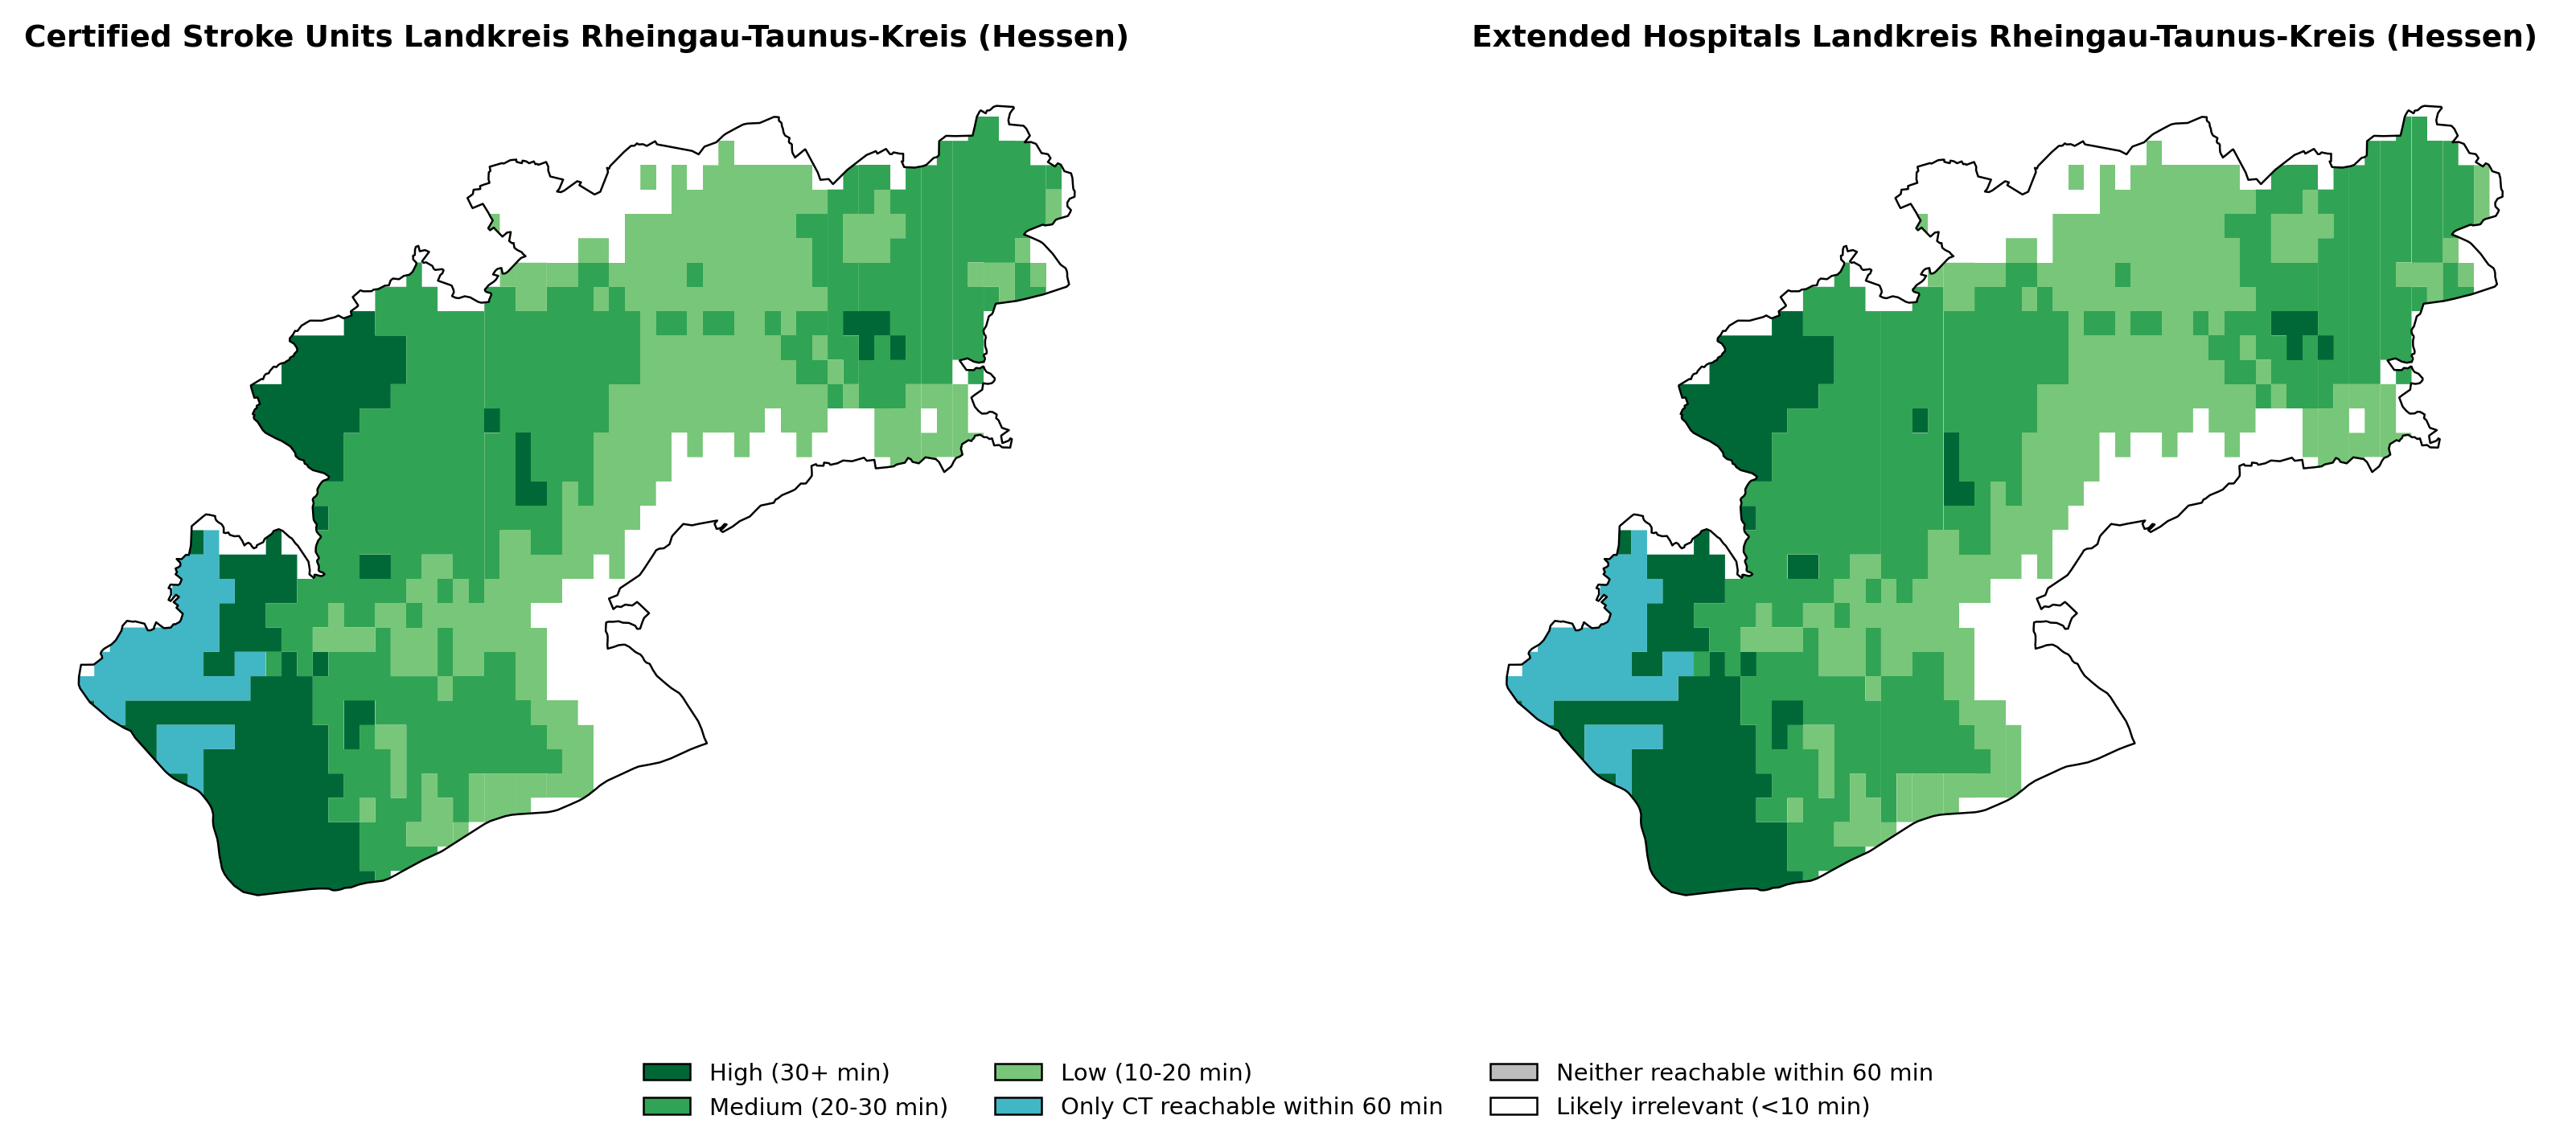 Certified Stroke Units Landkreis Rheingau-Taunus-Kreis (Hessen)
Extended Hospitals Landkreis Rheingau-Taunus-Kreis (Hessen)
High (30+ min)
Medium (20-30 min)
Low (10-20 min)
Only CT reachable within 60 min
Neither reachable within 60 min
Likely irrelevant (<10 min)